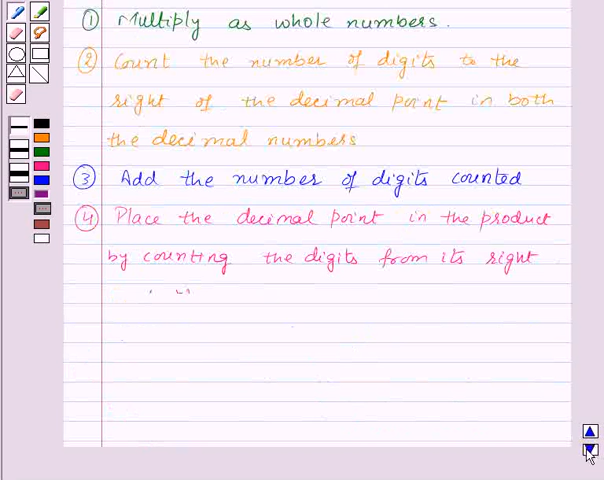 ① Multiply as whole numbers.
② Count the number of digits to the
right of the decimal point in both
the decimal numbers
③ Add the number of digits counted
④ Place the decimal point in the product
by counting the digits from its right